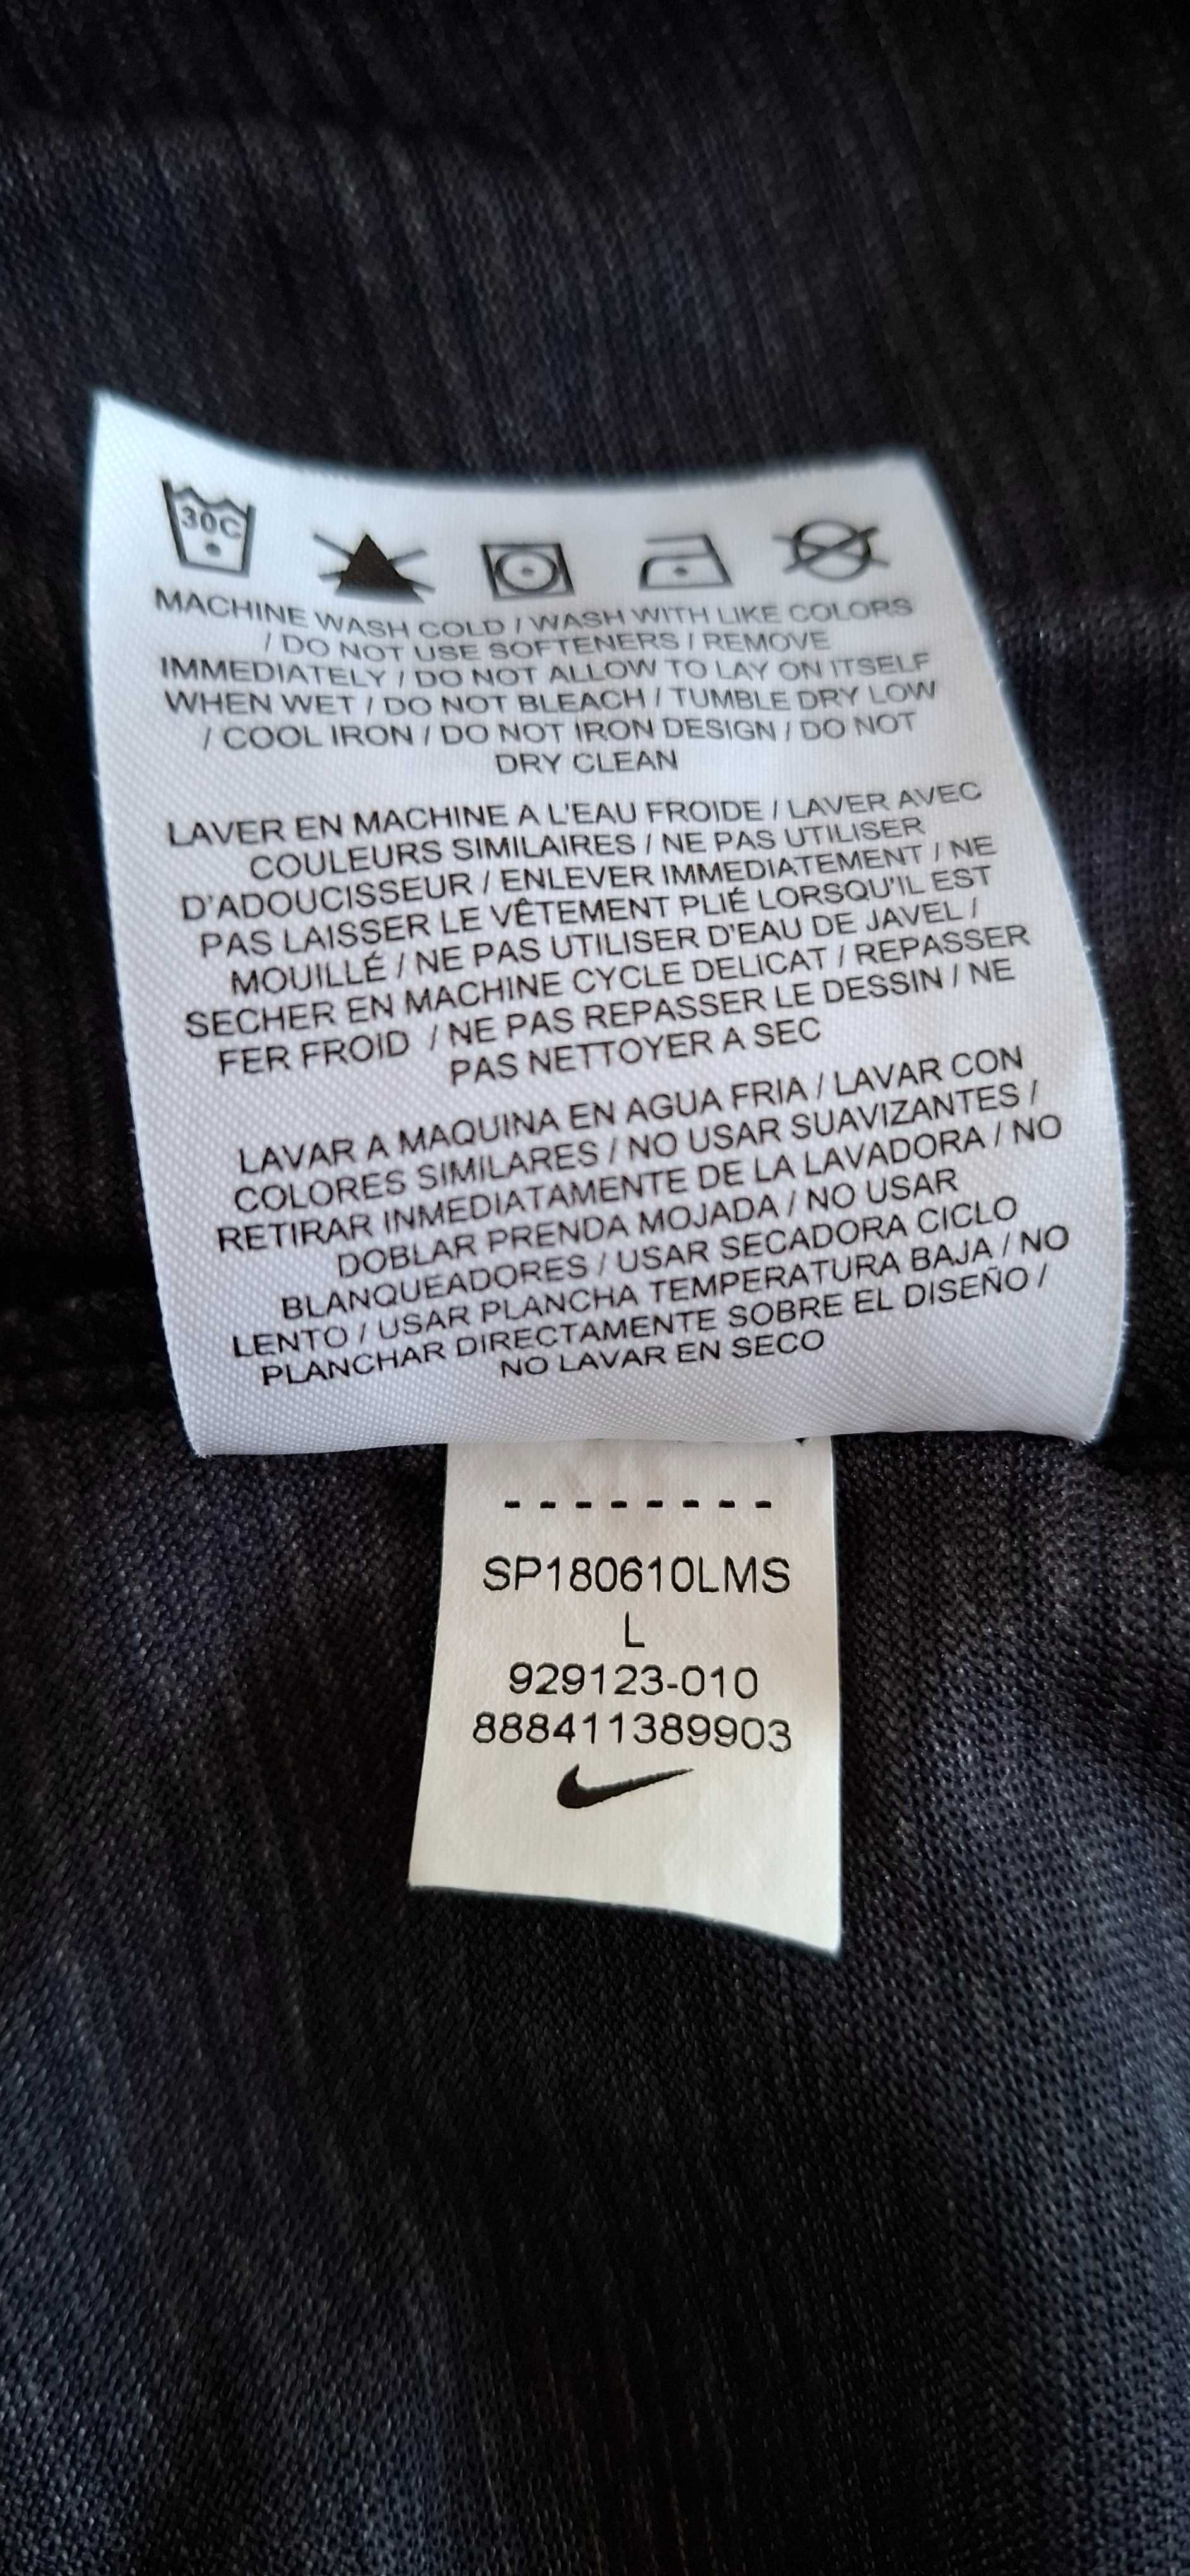 30C
MACHINE WASH COLD / WASH WITH LIKE COLORS
/ DO NOT USE SOFTENERS / REMOVE
IMMEDIATELY / DO NOT ALLOW TO LAY ON ITSELF
WHEN WET / DO NOT BLEACH / TUMBLE DRY LOW
/ COOL IRON / DO NOT IRON DESIGN / DO NOT
DRY CLEAN
LAVER EN MACHINE A L'EAU FROIDE / LAVER AVEC
COULEURS SIMILAIRES / NE PAS UTILISER
D'ADOUCISSEUR / ENLEVER IMMEDIATEMENT / NE
PAS LAISSER LE VÊTEMENT PLIÉ LORSQU'IL EST
MOUILLÉ / NE PAS UTILISER D'EAU DE JAVEL /
SECHER EN MACHINE CYCLE DELICAT / REPASSER
FER FROID / NE PAS REPASSER LE DESSIN / NE
PAS NETTOYER A SEC
LAVAR A MAQUINA EN AGUA FRIA / LAVAR CON
COLORES SIMILARES / NO USAR SUAVIZANTES /
RETIRAR INMEDIATAMENTE DE LA LAVADORA / NO
DOBLAR PRENDA MOJADA / NO USAR
BLANQUEADORES / USAR SECADORA CICLO
LENTO / USAR PLANCHA TEMPERATURA BAJA / NO
PLANCHAR DIRECTAMENTE SOBRE EL DISEÑO /
NO LAVAR EN SECO
--------
SP180610LMS
L
929123-010
888411389903